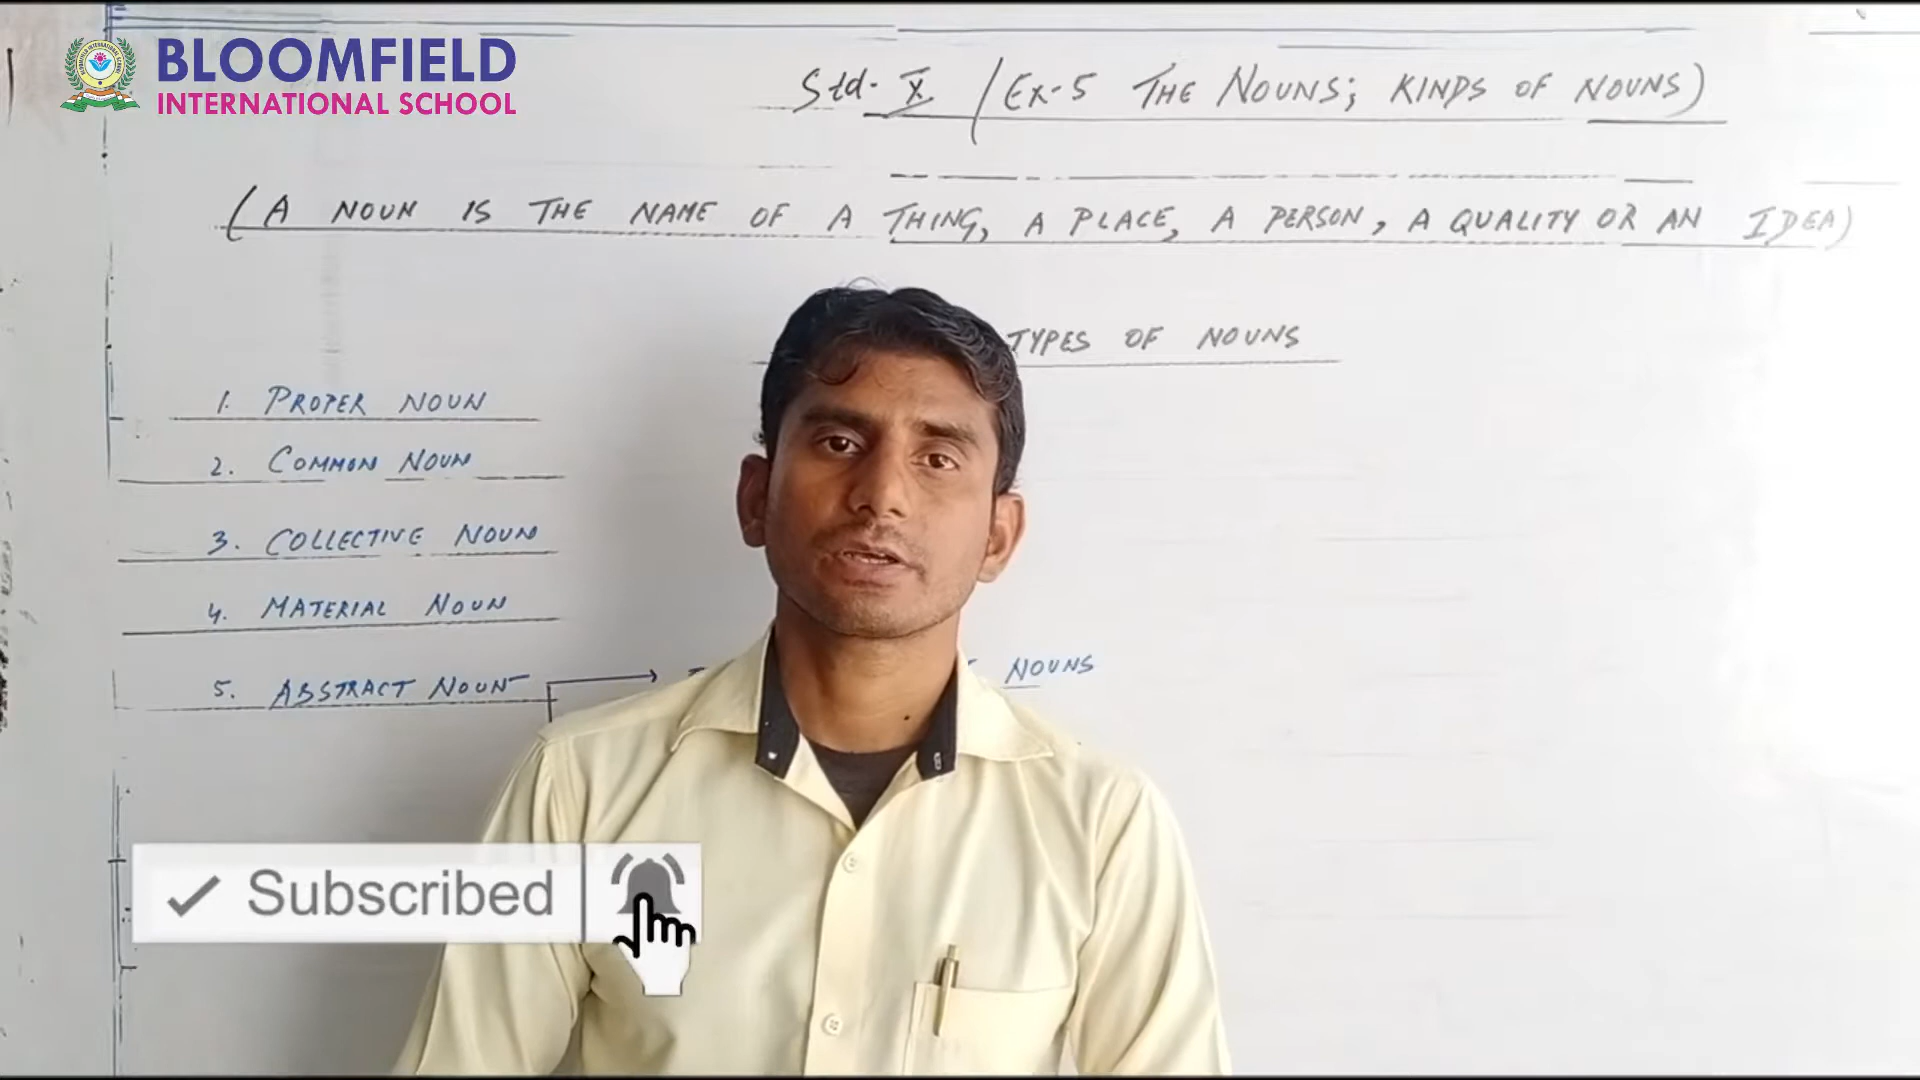 BLOOMFIELD
INTERNATIONAL SCHOOL
Std- X (Ex-5 THE NOUNS; KINDS OF NOUNS)
(A NOUN IS THE NAME OF A THING, A PLACE, A PERSON, A QUALITY OR AN IDEA)
TYPES OF NOUNS
1. PROPER NOUN
2. COMMON NOUN
3. COLLECTIVE NOUN
4. MATERIAL NOUN
5. ABSTRACT NOUN → NOUNS
Subscribed